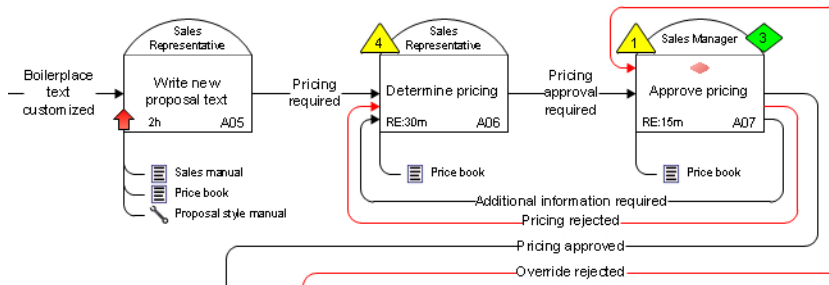 Sales
Representative
Boilerplace
text
customized
Write new
proposal text
2h
A05
Sales manual
Price book
Proposal style manual
Pricing
required
4
Sales
Representative
Determine pricing
RE:30m
A06
Price book
Pricing
approval
required
1
Sales Manager
3
Approve pricing
RE:15m
A07
Price book
Additional information required
Pricing rejected
Pricing approved
Override rejected